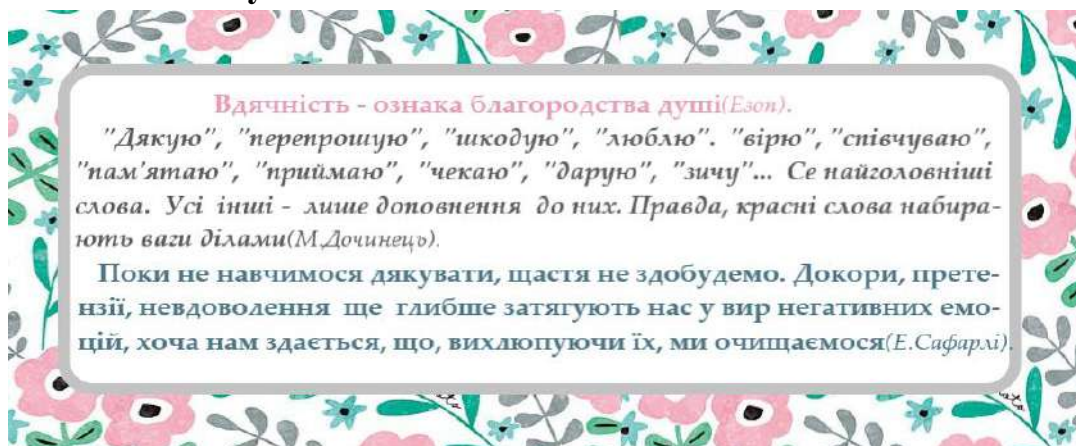 Вдячність - ознака благородства душі(Езоп).
"Дякую", "перепрошую", "шкодую", "люблю". "вірю","співчуваю",
"пам'ятаю", "приймаю", "чекаю", "дарую", "зичу"... Се найголовніші
слова. Усі інші - лише доповнення до них. Правда, красні слова набира-
ють ваги ділами(М.Дочинець).
Поки не навчимося дякувати, щастя не здобудемо. Докори, прете-
нзії, невдоволення ще глибше затягують нас у вир негативних емо-
цій, хоча нам здається, що, вихлюпуючи їх, ми очищаємося(Е.Сафарлі).